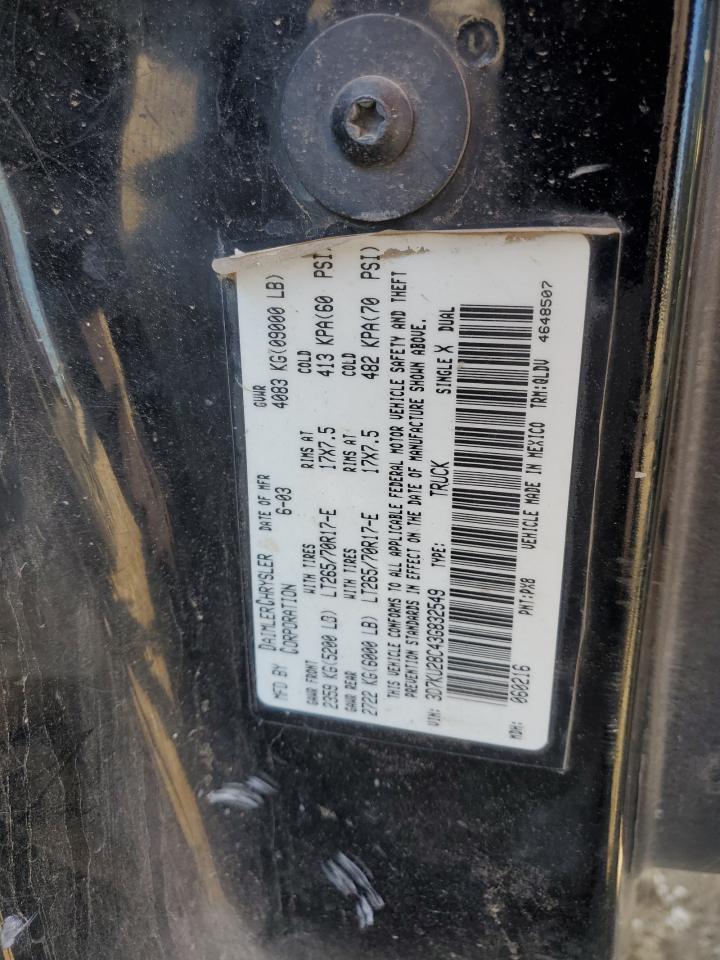 MFD BY DAIMLERCHRYSLER CORPORATION DATE OF MFR 6-03 GVWR 4083 KG(09000 LB)
GAWR FRONT WITH TIRES RIMS AT COLD
2359 KG(5200 LB) LT265/70R17-E 17X7.5 413 KPA(60 PSI)
GAWR REAR WITH TIRES RIMS AT COLD
2722 KG(6000 LB) LT265/70R17-E 17X7.5 482 KPA(70 PSI)
THIS VEHICLE CONFORMS TO ALL APPLICABLE FEDERAL MOTOR VEHICLE SAFETY AND THEFT
PREVENTION STANDARDS IN EFFECT ON THE DATE OF MANUFACTURE SHOWN ABOVE.
VIN: 3D7KU28C43G832549 TYPE: TRUCK SINGLE X DUAL
MDH: 060216 PNT:PX8 VEHICLE MADE IN MEXICO TRM:QLDV 4648507